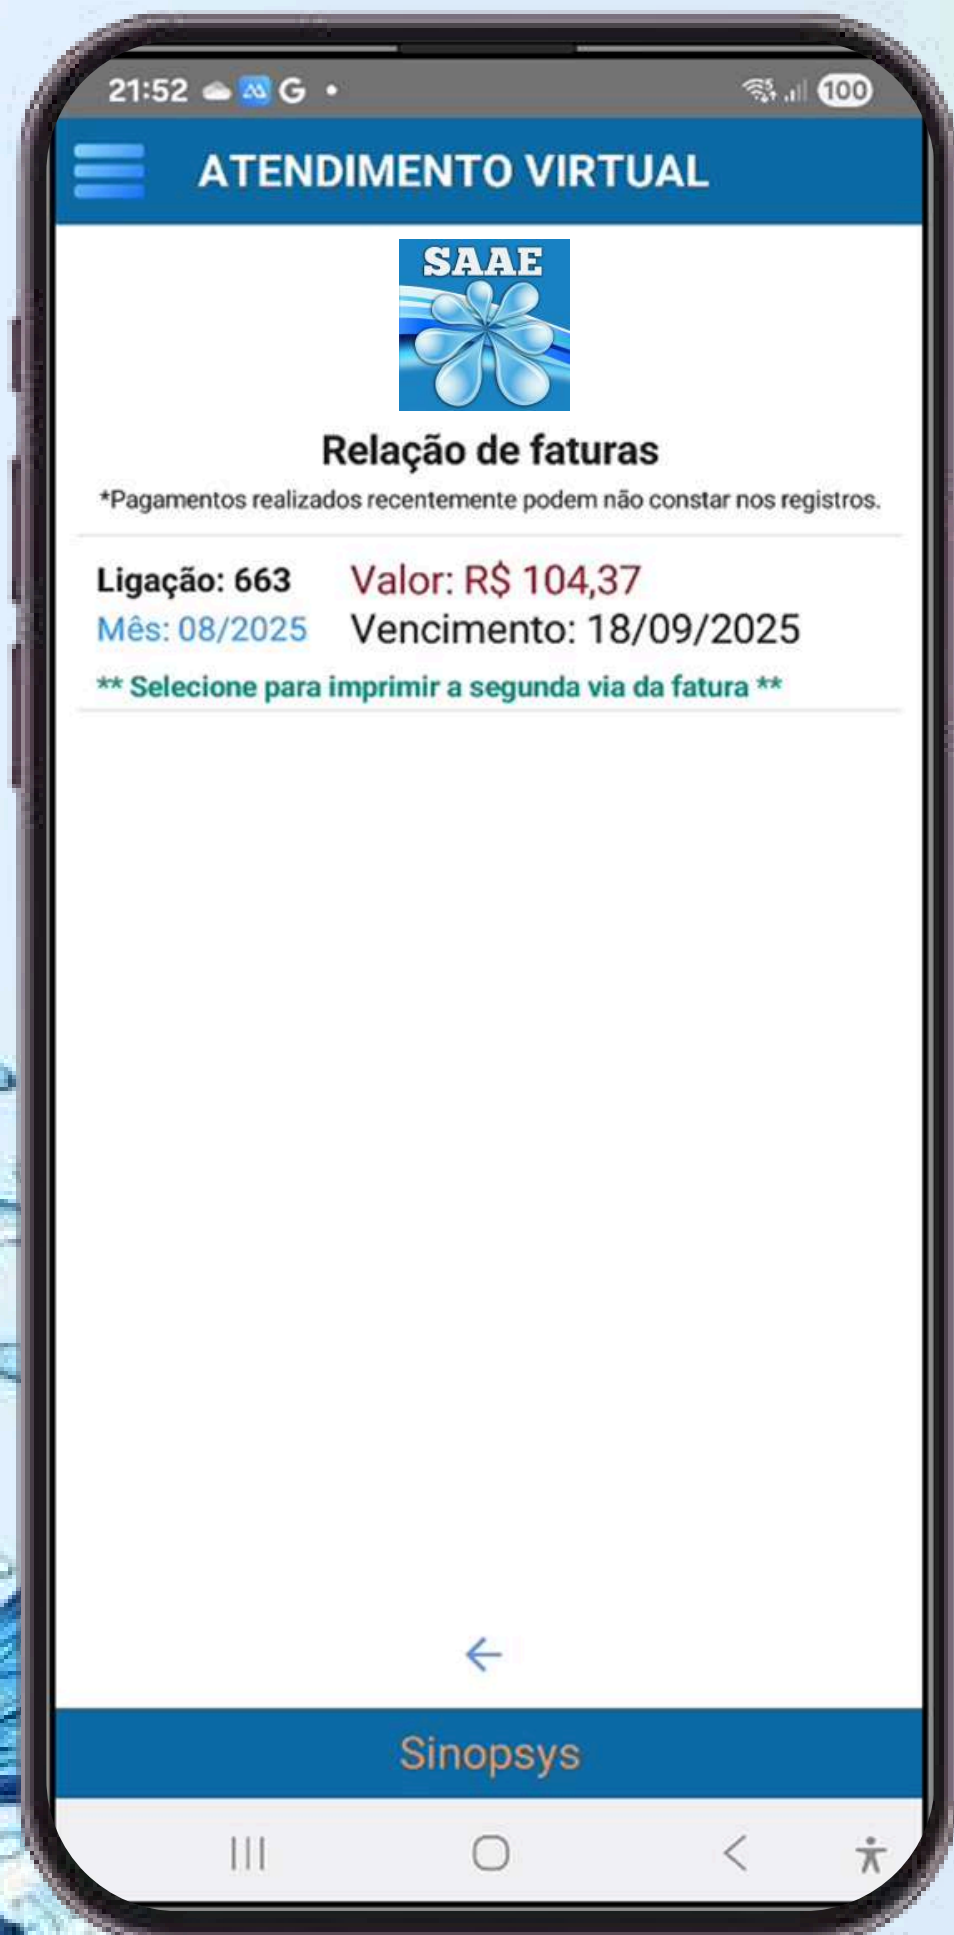 21:52 G
100
ATENDIMENTO VIRTUAL
SAAE
Relação de faturas
*Pagamentos realizados recentemente podem não constar nos registros.
Ligação: 663 Valor: R$ 104,37
Mês: 08/2025 Vencimento: 18/09/2025
** Selecione para imprimir a segunda via da fatura **
Sinopsys